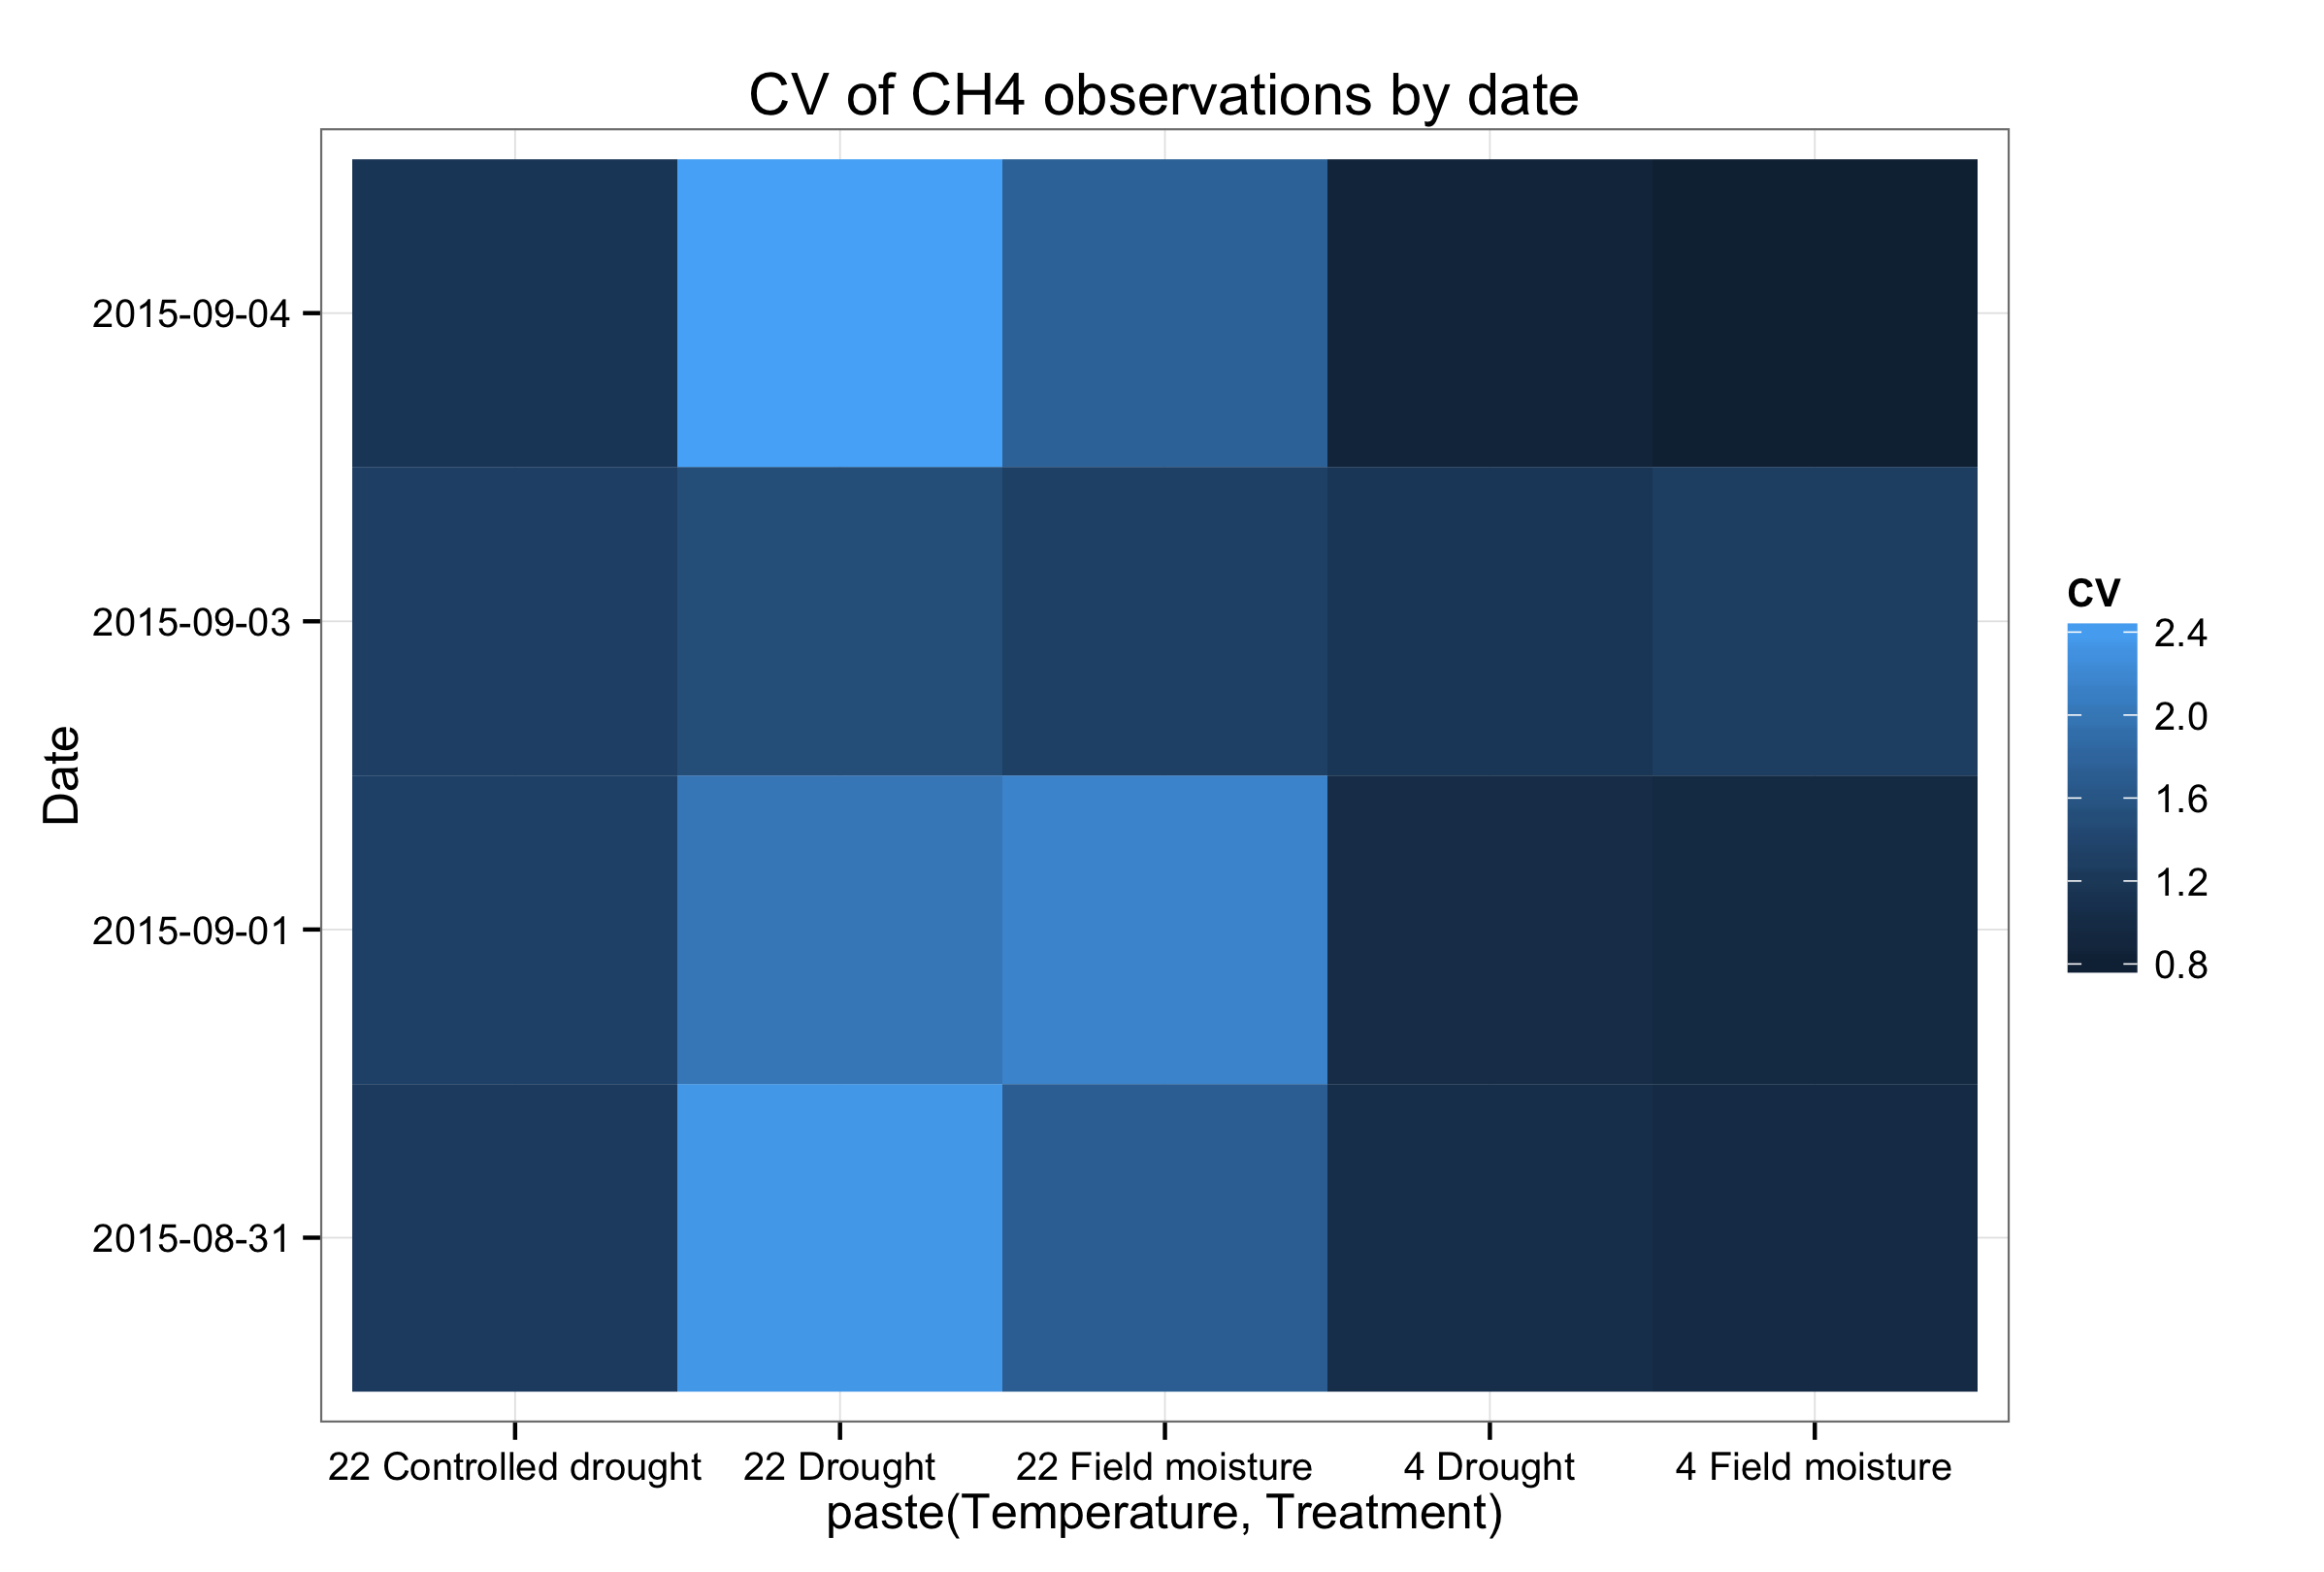 CV of CH4 observations by date
Date
2015-09-04
2015-09-03
2015-09-01
2015-08-31
22 Controlled drought
22 Drought
22 Field moisture
4 Drought
4 Field moisture
paste(Temperature, Treatment)
cv
2.4
2.0
1.6
1.2
0.8